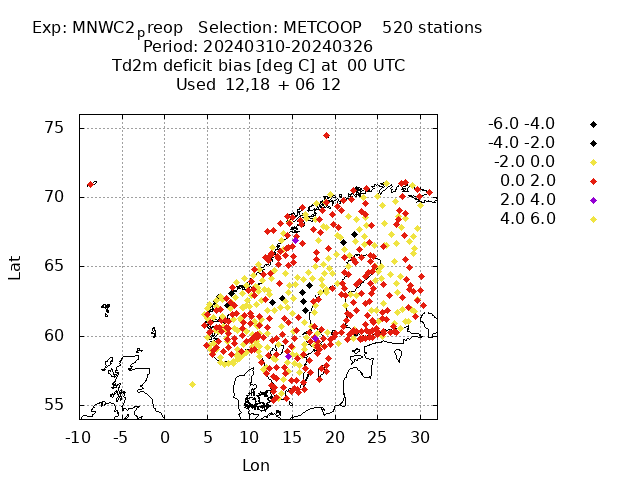 Exp: MNWC2preop   Selection: METCOOP    520 stations
Period: 20240310-20240326
Td2m deficit bias [deg C] at  00 UTC
Used  12,18  + 06 12
-6.0 -4.0
-4.0 -2.0
-2.0 0.0
0.0 2.0
2.0 4.0
4.0 6.0
75
70
65
60
55
Lat
-10 -5 0 5 10 15 20 25 30
Lon